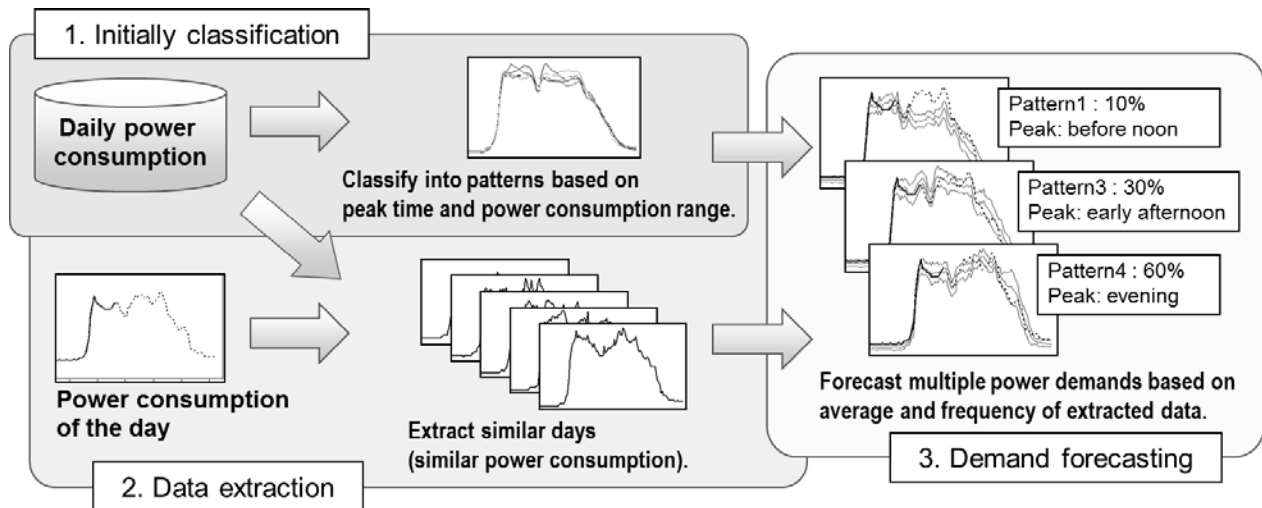 1. Initially classification
Daily power
consumption
Classify into patterns based on
peak time and power consumption range.
Power consumption
of the day
Extract similar days
(similar power consumption).
2. Data extraction
Pattern1 : 10%
Peak: before noon
Pattern3 : 30%
Peak: early afternoon
Pattern4 : 60%
Peak: evening
Forecast multiple power demands based on
average and frequency of extracted data.
3. Demand forecasting